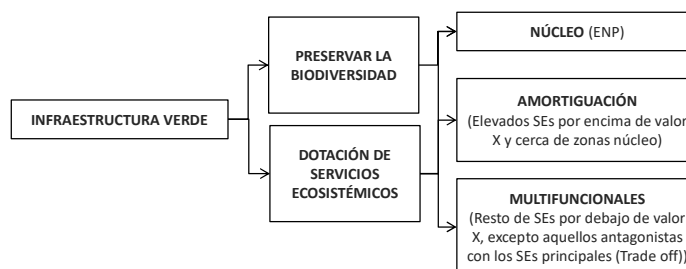 NÚCLEO (ENP)
PRESERVAR LA
BIODIVERSIDAD
INFRAESTRUCTURA VERDE
AMORTIGUACIÓN
(Elevados SEs por encima de valor
X y cerca de zonas núcleo)
DOTACIÓN DE
SERVICIOS
ECOSISTÉMICOS
MULTIFUNCIONALES
(Resto de SEs por debajo de valor
X, excepto aquellos antagonistas
con los SEs principales (Trade off))